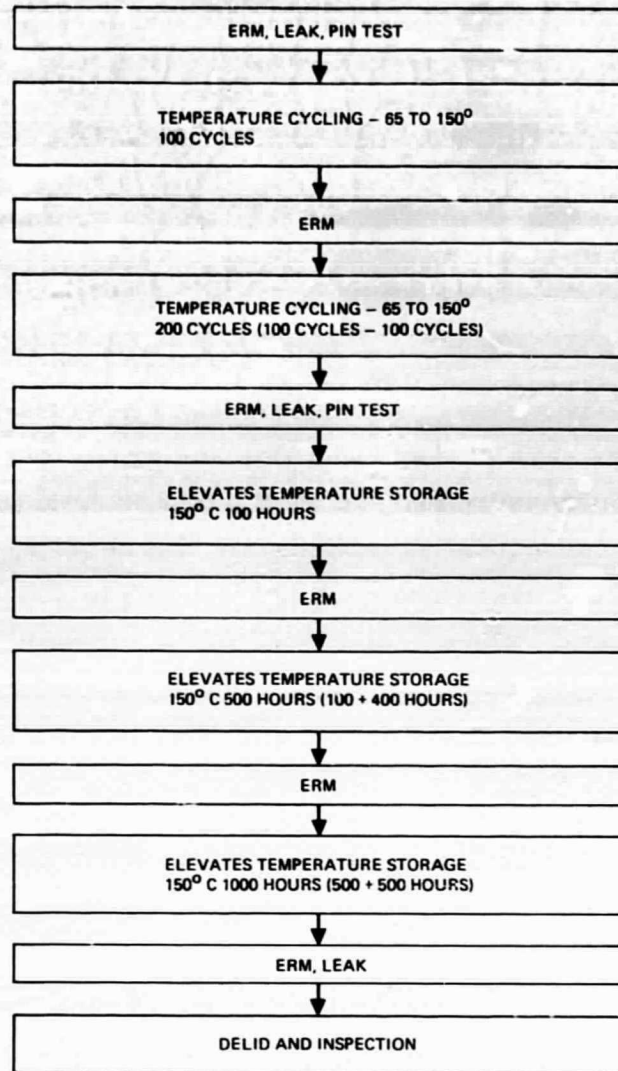 ERM, LEAK, PIN TEST
TEMPERATURE CYCLING – 65 TO 150°
100 CYCLES
ERM
TEMPERATURE CYCLING – 65 TO 150°
200 CYCLES (100 CYCLES – 100 CYCLES)
ERM, LEAK, PIN TEST
ELEVATES TEMPERATURE STORAGE
150° C 100 HOURS
ERM
ELEVATES TEMPERATURE STORAGE
150° C 500 HOURS (100 + 400 HOURS)
ERM
ELEVATES TEMPERATURE STORAGE
150° C 1000 HOURS (500 + 500 HOURS)
ERM, LEAK
DELID AND INSPECTION